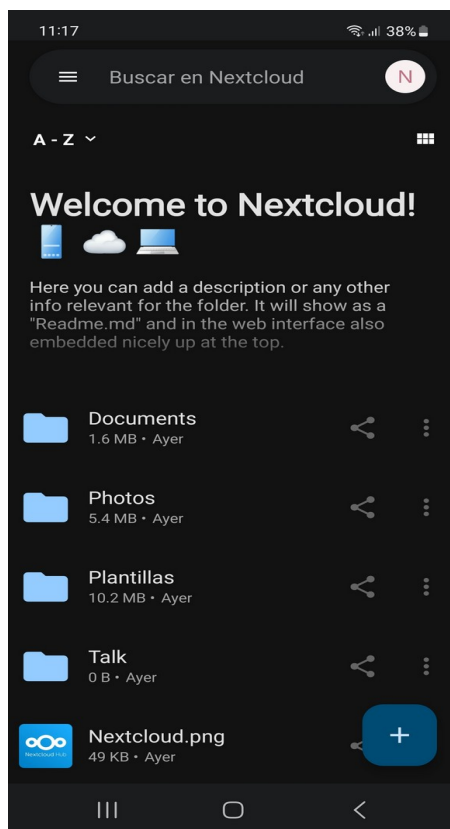 11:17
38%
Buscar en Nextcloud
N
A - Z
Welcome to Nextcloud!
Here you can add a description or any other
info relevant for the folder. It will show as a
"Readme.md" and in the web interface also
embedded nicely up at the top.
Documents
1.6 MB • Ayer
Photos
5.4 MB • Ayer
Plantillas
10.2 MB • Ayer
Talk
0 B • Ayer
Nextcloud Hub
Nextcloud.png
49 KB • Ayer